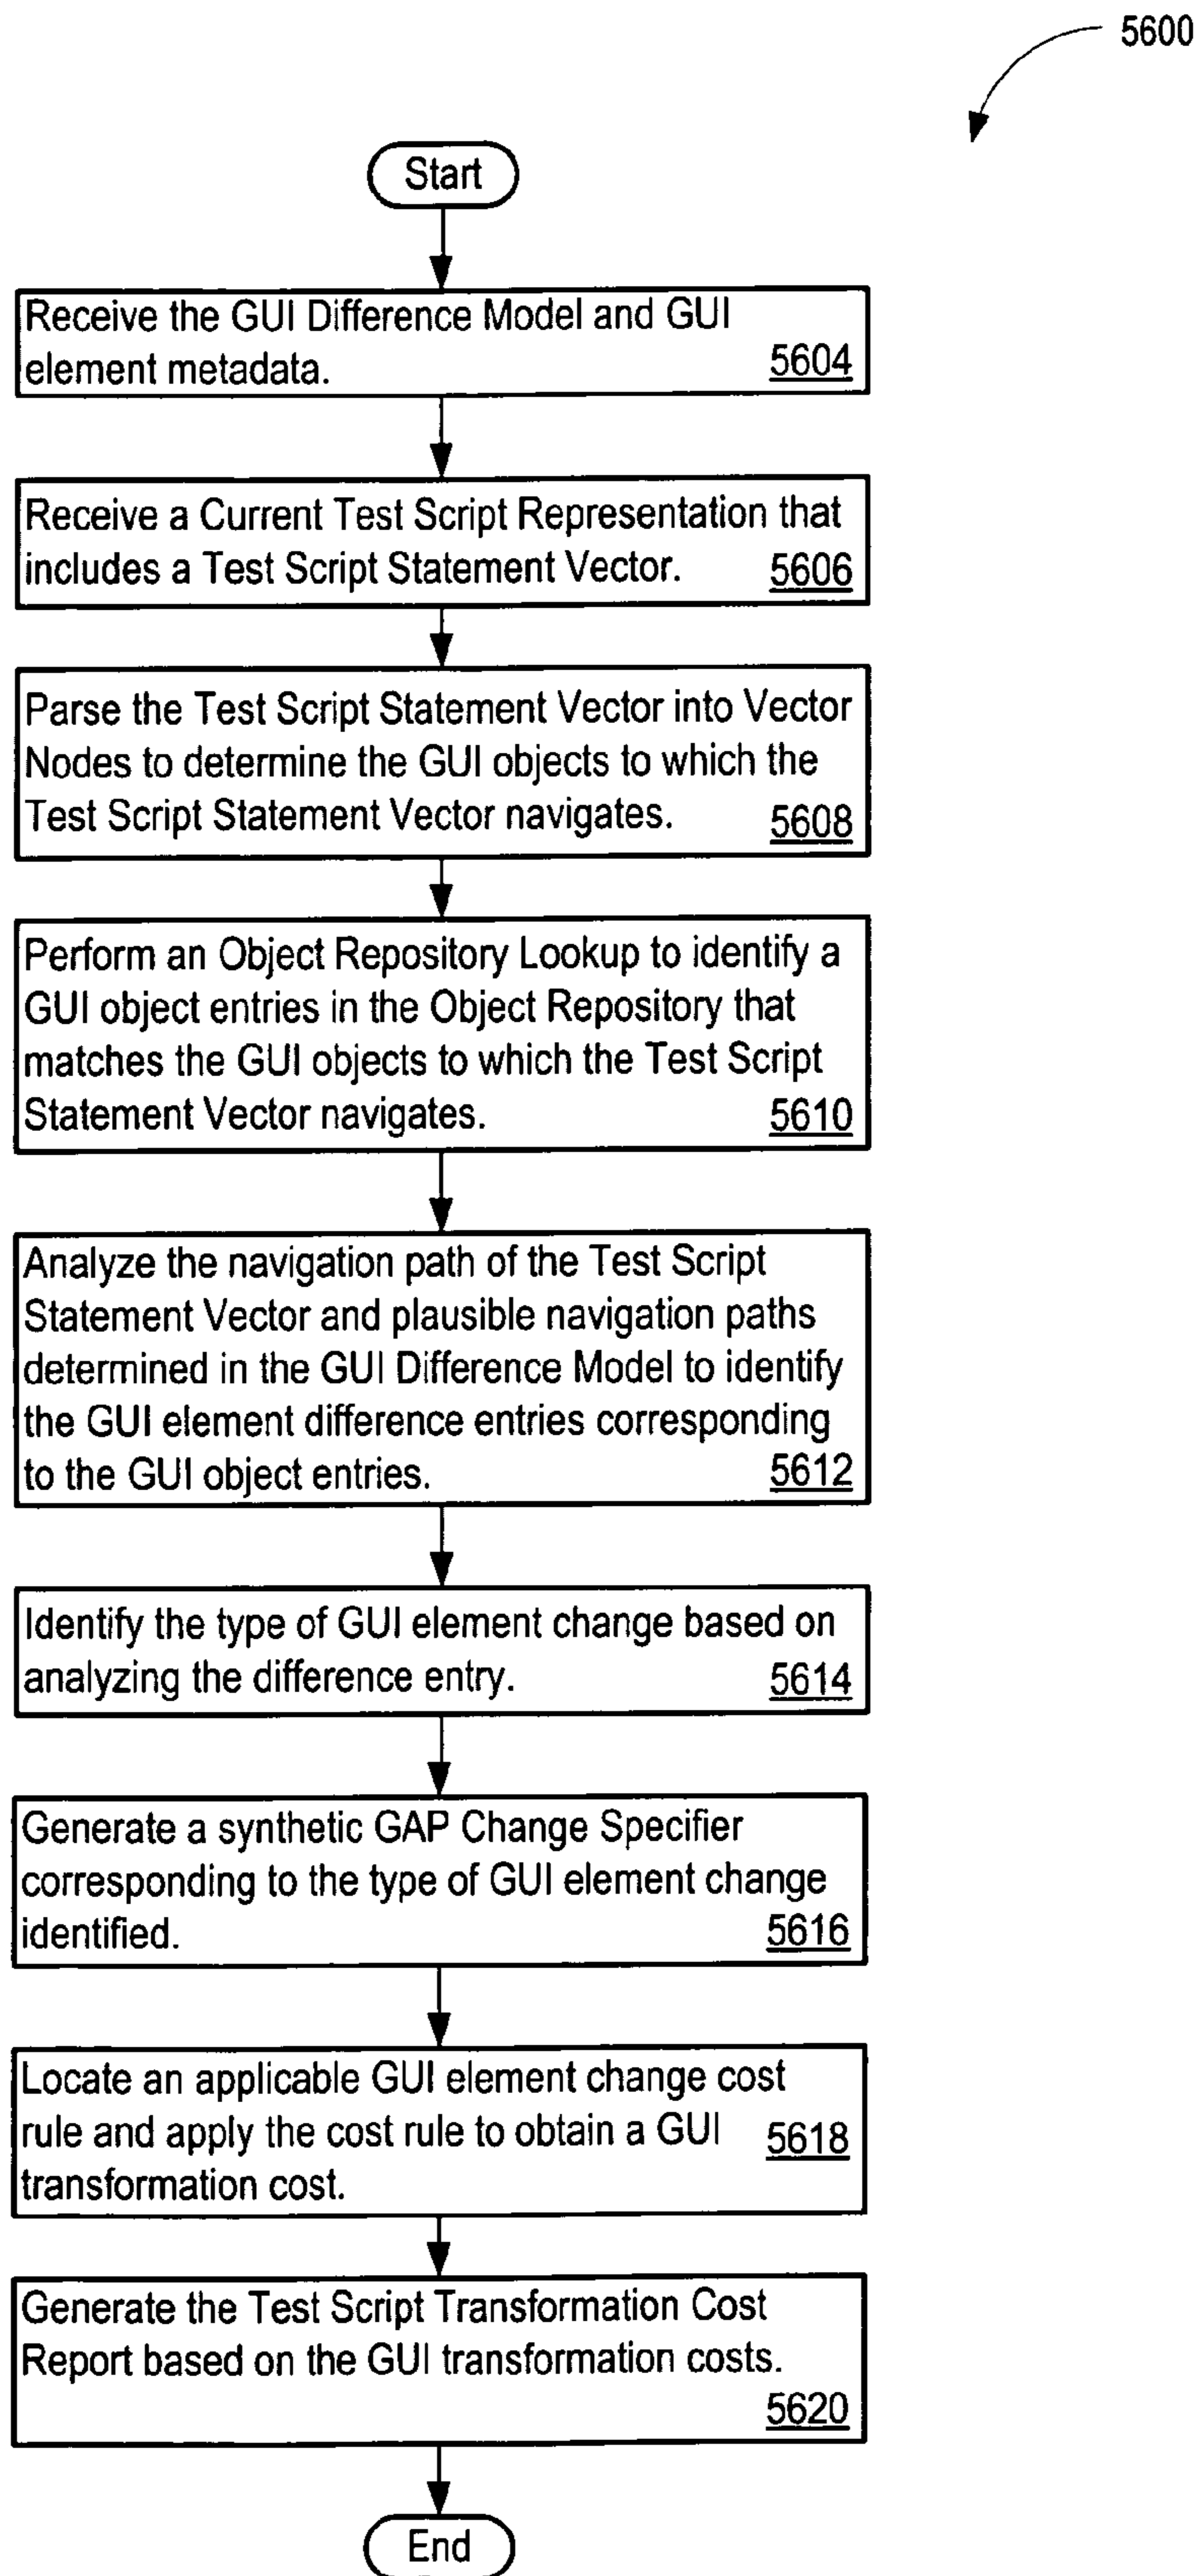 5600
Start
Receive the GUI Difference Model and GUI
element metadata.
5604
Receive a Current Test Script Representation that
includes a Test Script Statement Vector.
5606
Parse the Test Script Statement Vector into Vector
Nodes to determine the GUI objects to which the
Test Script Statement Vector navigates.
5608
Perform an Object Repository Lookup to identify a
GUI object entries in the Object Repository that
matches the GUI objects to which the Test Script
Statement Vector navigates.
5610
Analyze the navigation path of the Test Script
Statement Vector and plausible navigation paths
determined in the GUI Difference Model to identify
the GUI element difference entries corresponding
to the GUI object entries.
5612
Identify the type of GUI element change based on
analyzing the difference entry.
5614
Generate a synthetic GAP Change Specifier
corresponding to the type of GUI element change
identified.
5616
Locate an applicable GUI element change cost
rule and apply the cost rule to obtain a GUI
transformation cost.
5618
Generate the Test Script Transformation Cost
Report based on the GUI transformation costs.
5620
End